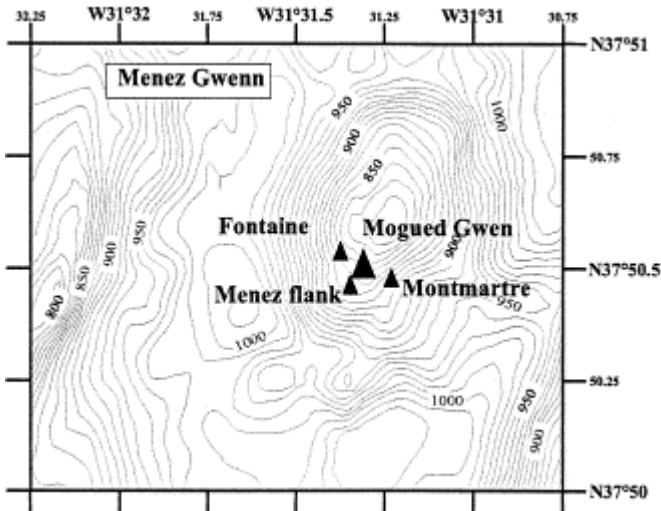 W31°32 W31°31.5 W31°31
32.25 31.75 31.25 30.75
N37°51
Menez Gwenn
950
1000
900
50.75
850
Fontaine Mogued Gwen
950
900
900
850
N37°50.5
Menez flank Montmartre
800
950
1000
50.25
1000
950
900
N37°50